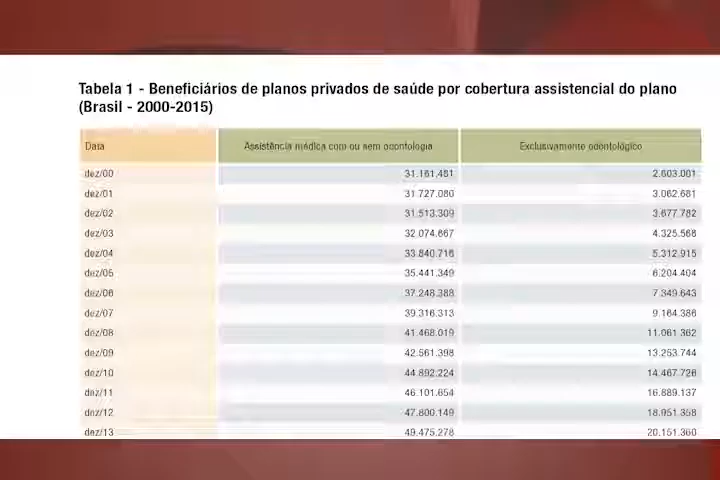 Tabela 1 - Beneficiários de planos privados de saúde por cobertura assistencial do plano
(Brasil - 2000-2015)
Data Assistência médica com ou sem odontologia Exclusivamente odontológico
dez/00 31.161.481 2.603.001
dez/01 31.727.080 3.062.681
dez/02 31.513.309 3.677.782
dez/03 32.074.667 4.325.568
dez/04 33.840.716 5.312.915
dez/05 35.441.349 6.204.404
dez/06 37.248.388 7.349.643
dez/07 39.316.313 9.164.386
dez/08 41.468.019 11.061.362
dez/09 42.561.398 13.253.744
dez/10 44.892.224 14.467.726
dez/11 46.101.654 16.889.137
dez/12 47.800.149 18.951.358
dez/13 49.475.278 20.151.360